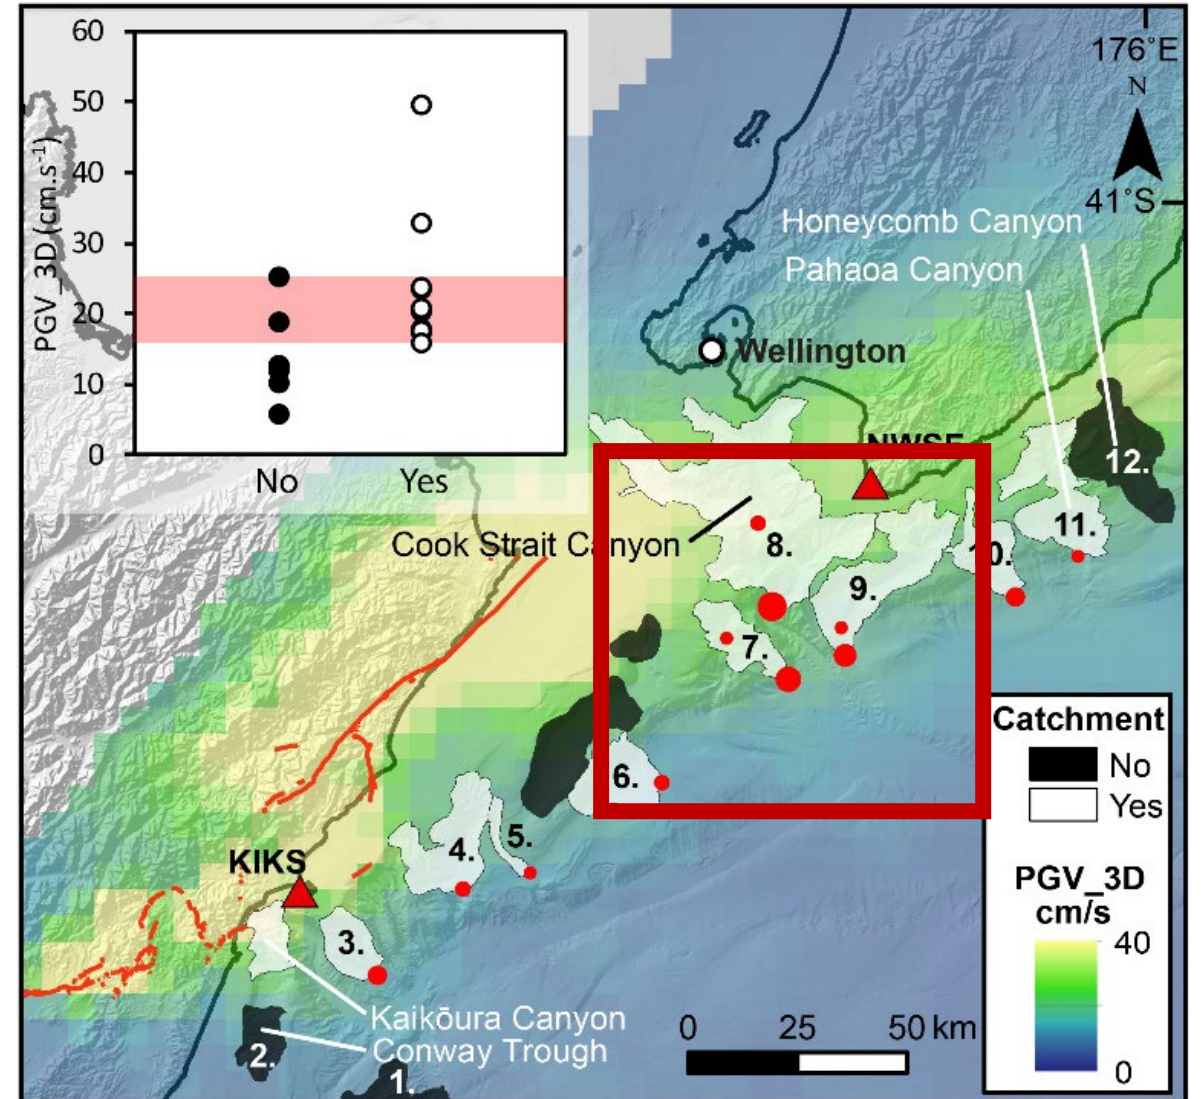 60
50
40
30
20
10
0
PGV_3D (cm.s⁻¹)
No Yes
176°E
N
41°S
Honeycomb Canyon
Pahaoa Canyon
Wellington
12.
11.
Cook Strait Canyon
8.
9.
7.
6.
5.
4.
KIKS
3.
Kaikōura Canyon
Conway Trough
2.
1.
0 25 50 km
Catchment
No
Yes
PGV_3D
cm/s
40
0